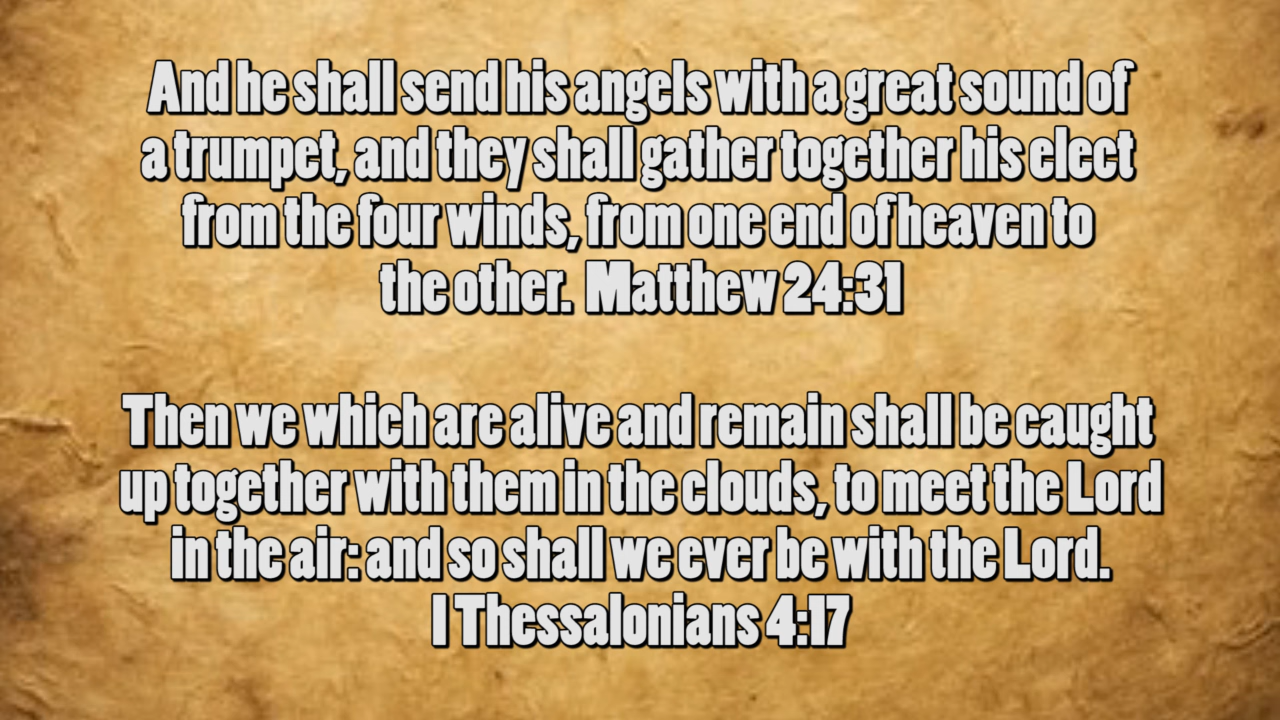 And he shall send his angels with a great sound of
a trumpet, and they shall gather together his elect
from the four winds, from one end of heaven to
the other. Matthew 24:31
Then we which are alive and remain shall be caught
up together with them in the clouds, to meet the Lord
in the air: and so shall we ever be with the Lord.
I Thessalonians 4:17